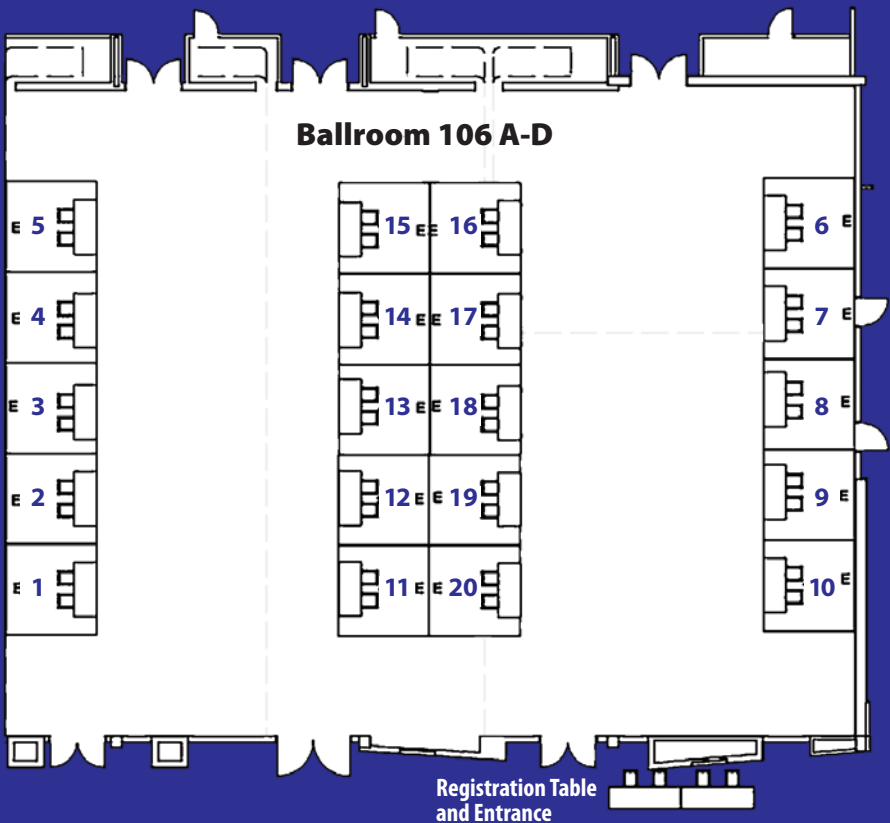 Ballroom 106 A-D
E 5
15 E
E 16
6 E
E 4
14 E
E 17
7 E
E 3
13 E
E 18
8 E
E 2
12 E
E 19
9 E
E 1
11 E
E 20
10 E
Registration Table
and Entrance